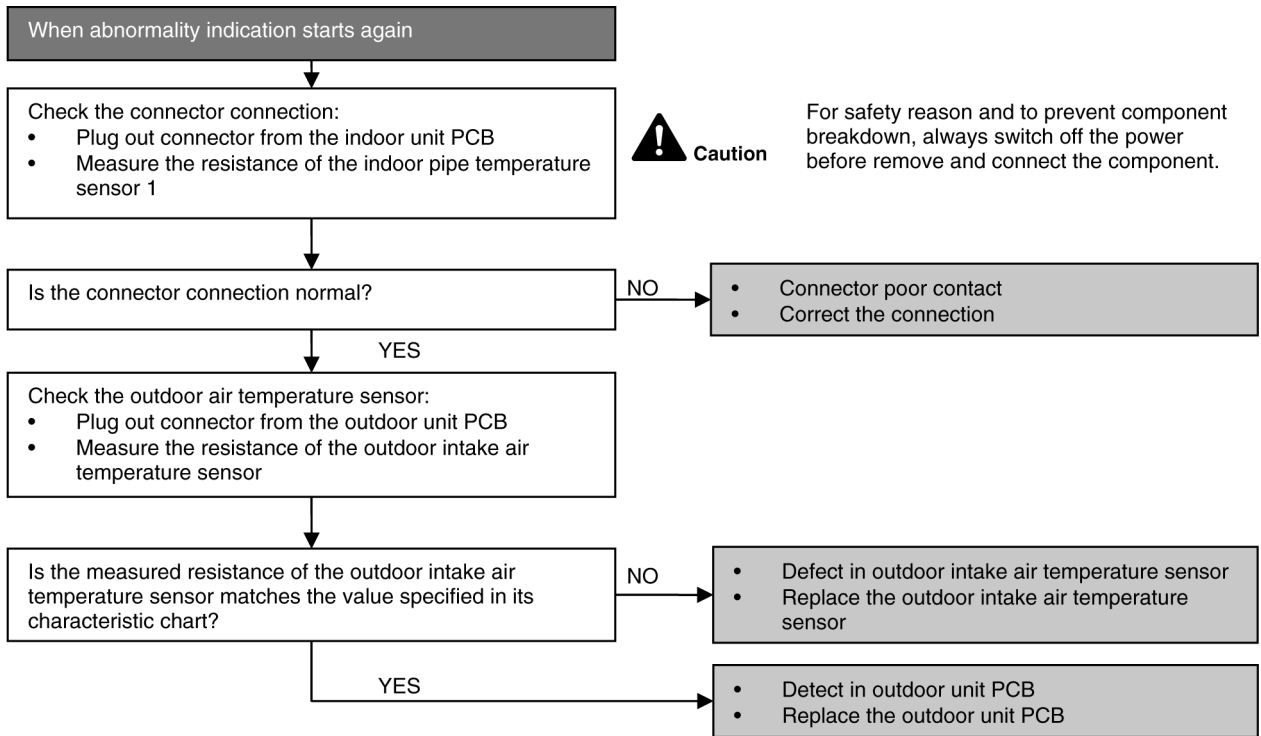 When abnormality indication starts again
Check the connector connection:
• Plug out connector from the indoor unit PCB
• Measure the resistance of the indoor pipe temperature
sensor 1
Caution
For safety reason and to prevent component
breakdown, always switch off the power
before remove and connect the component.
Is the connector connection normal?
NO
• Connector poor contact
• Correct the connection
YES
Check the outdoor air temperature sensor:
• Plug out connector from the outdoor unit PCB
• Measure the resistance of the outdoor intake air
temperature sensor
Is the measured resistance of the outdoor intake air
temperature sensor matches the value specified in its
characteristic chart?
NO
• Defect in outdoor intake air temperature sensor
• Replace the outdoor intake air temperature
sensor
YES
• Detect in outdoor unit PCB
• Replace the outdoor unit PCB